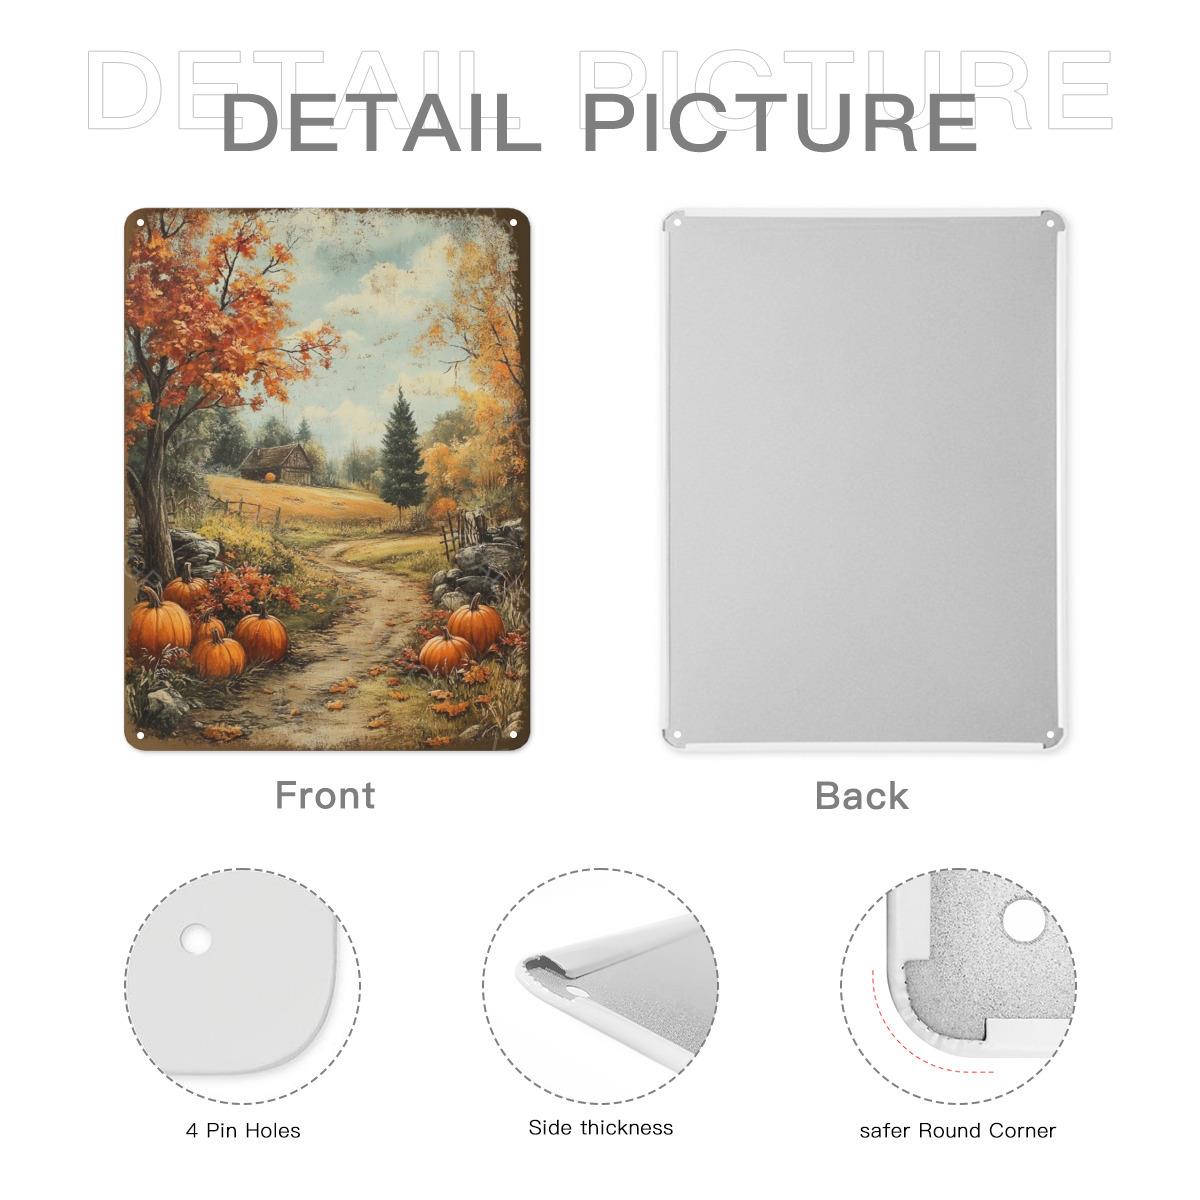 DETAIL PICTURE
DETAIL PICTURE
Front
Back
4 Pin Holes
Side thickness
safer Round Corner